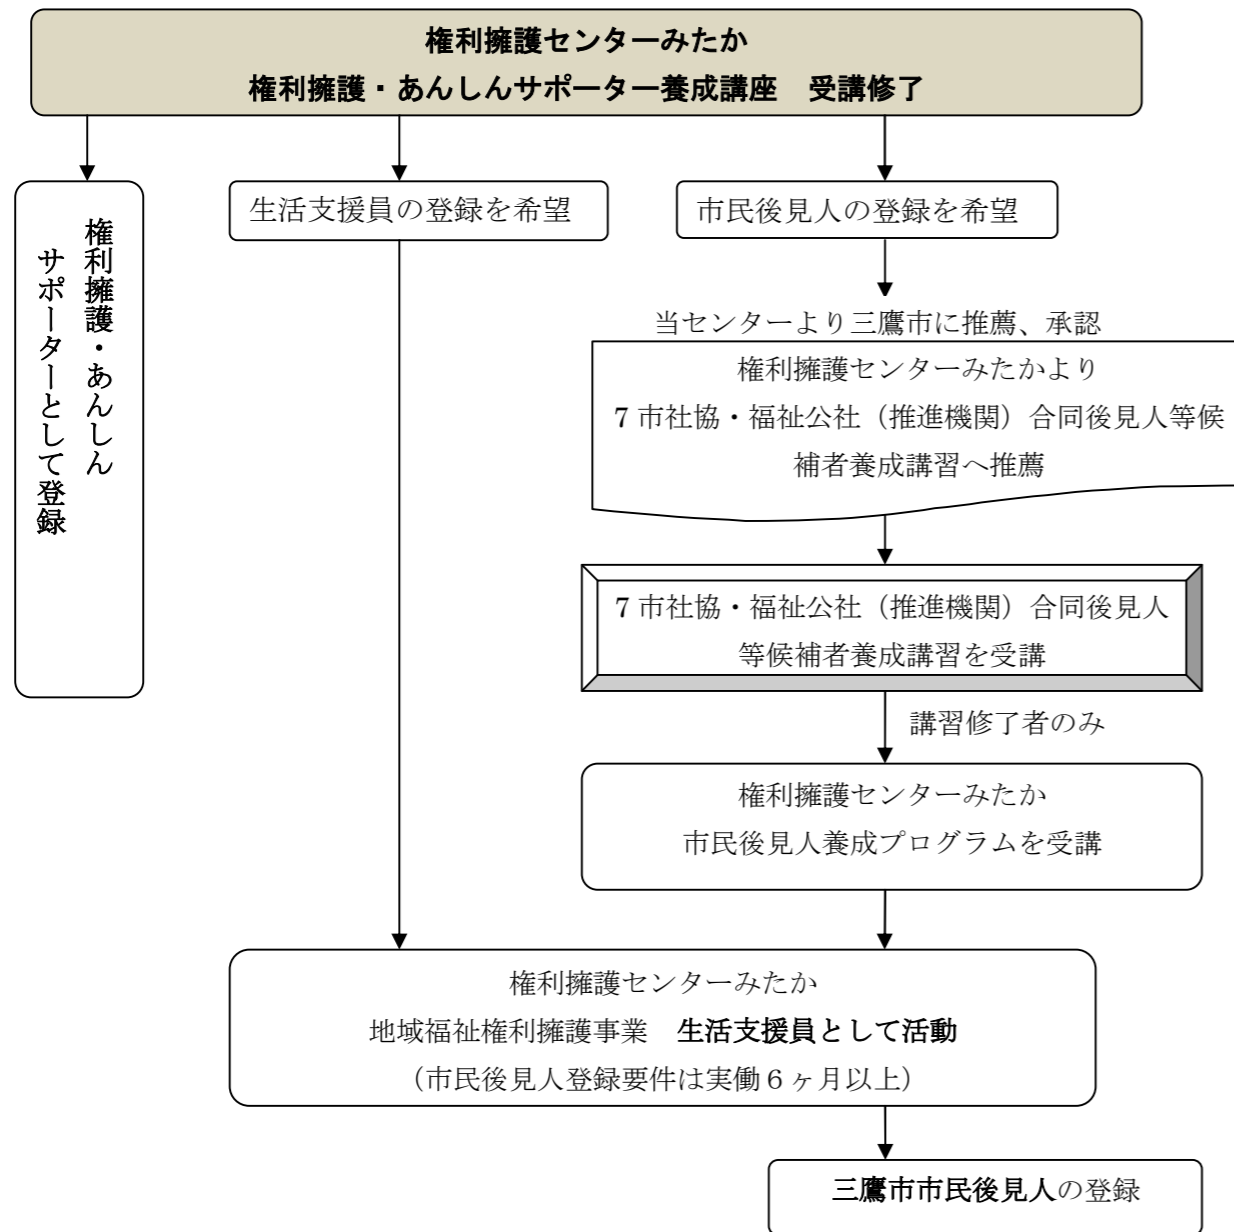 権利擁護センターみたか
権利擁護・あんしんサポーター養成講座　受講修了
権利擁護・あんしん
サポーターとして登録
生活支援員の登録を希望
市民後見人の登録を希望
当センターより三鷹市に推薦、承認
権利擁護センターみたかより
7 市社協・福祉公社（推進機関）合同後見人等候
補者養成講習へ推薦
7 市社協・福祉公社（推進機関）合同後見人
等候補者養成講習を受講
講習修了者のみ
権利擁護センターみたか
市民後見人養成プログラムを受講
権利擁護センターみたか
地域福祉権利擁護事業　生活支援員として活動
（市民後見人登録要件は実働６ヶ月以上）
三鷹市市民後見人の登録